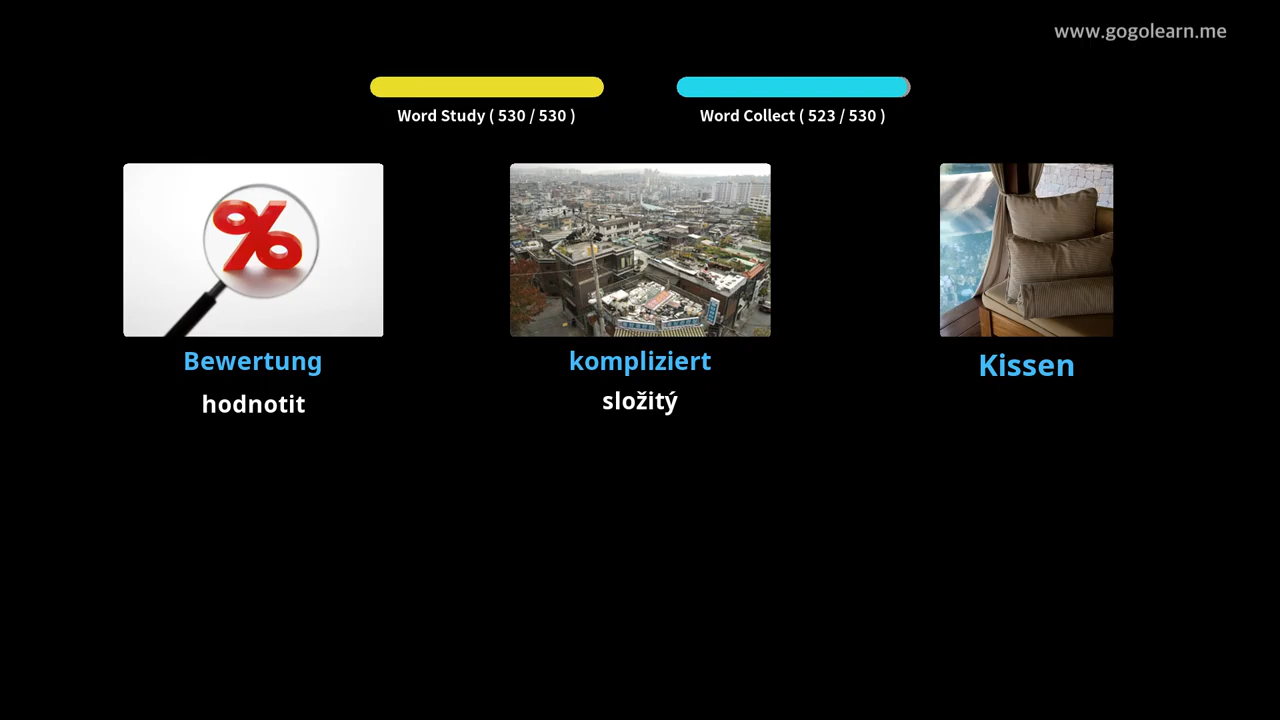 www.gogolearn.me
Word Study ( 530 / 530 )
Word Collect ( 523 / 530 )
%
Bewertung
kompliziert
Kissen
hodnotit
složitý